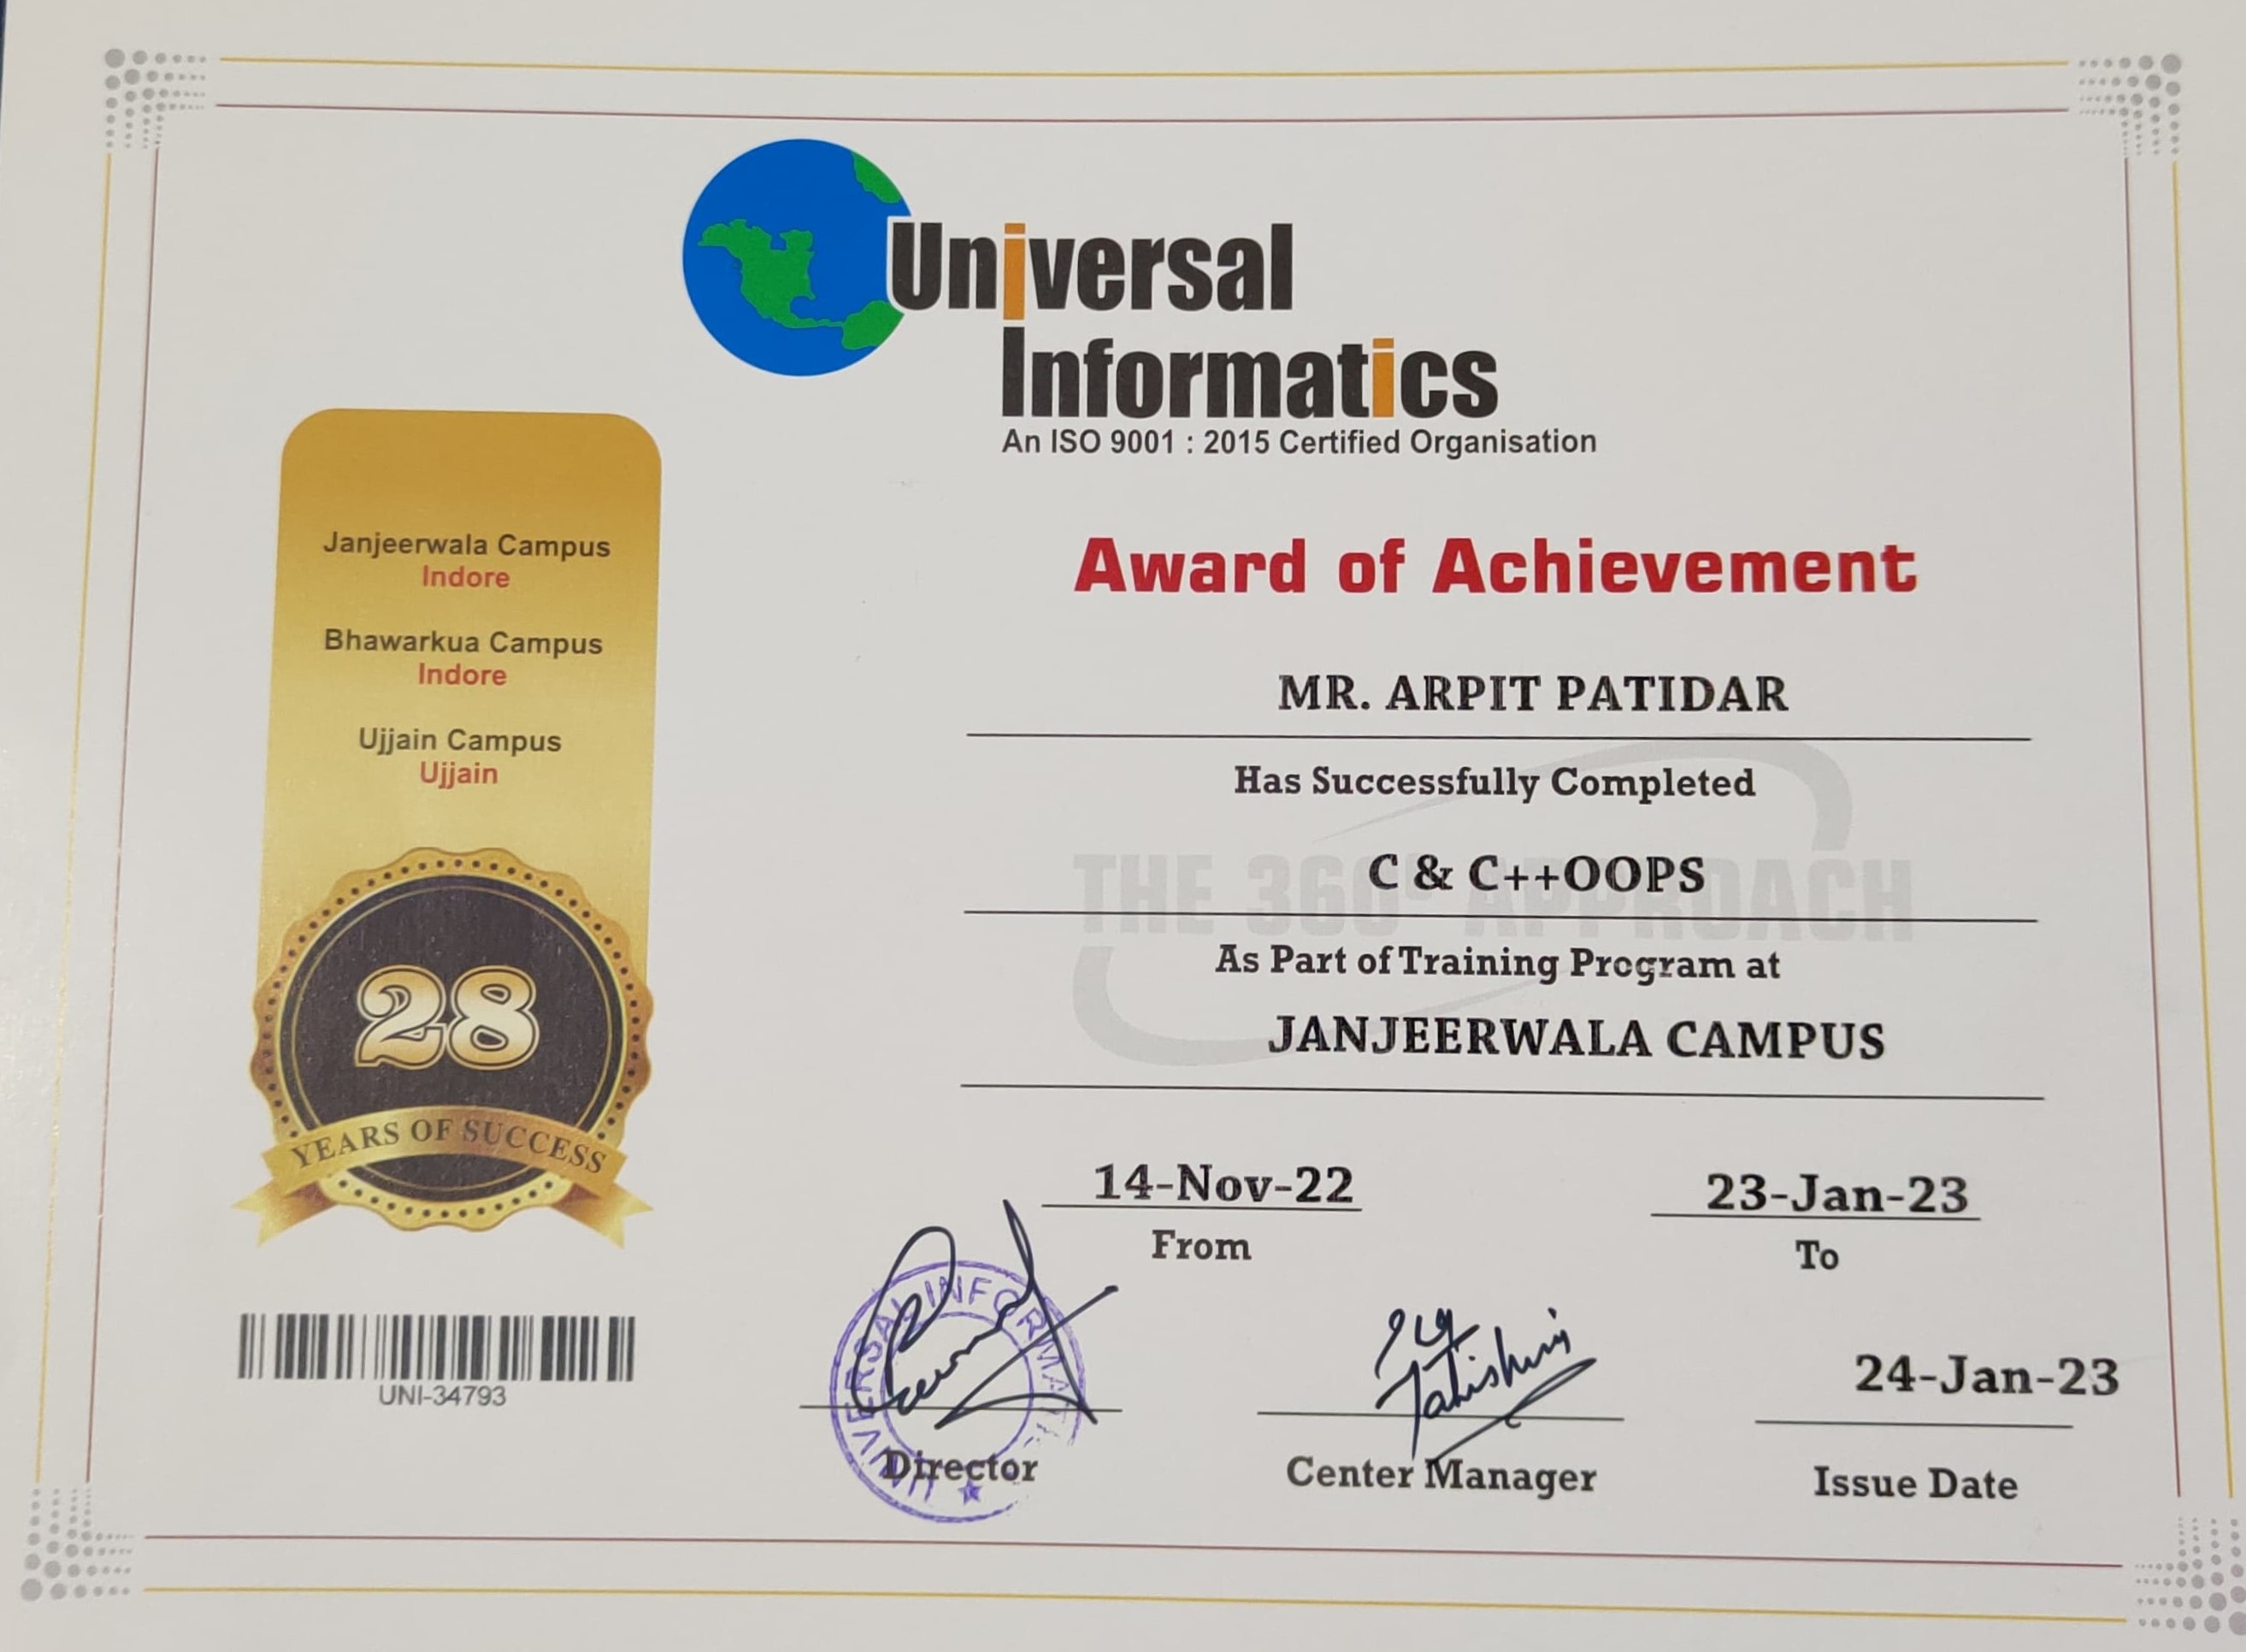 Universal
Informatics
An ISO 9001 : 2015 Certified Organisation
Janjeerwala Campus
Indore
Bhawarkua Campus
Indore
Ujjain Campus
Ujjain
28
YEARS OF SUCCESS
UNI-34793
Award of Achievement
MR. ARPIT PATIDAR
Has Successfully Completed
THE 360° APPROACH
C & C++OOPS
As Part of Training Program at
JANJEERWALA CAMPUS
14-Nov-22
From
23-Jan-23
To
UNIVERSAL INFORMATI
Director
Center Manager
24-Jan-23
Issue Date